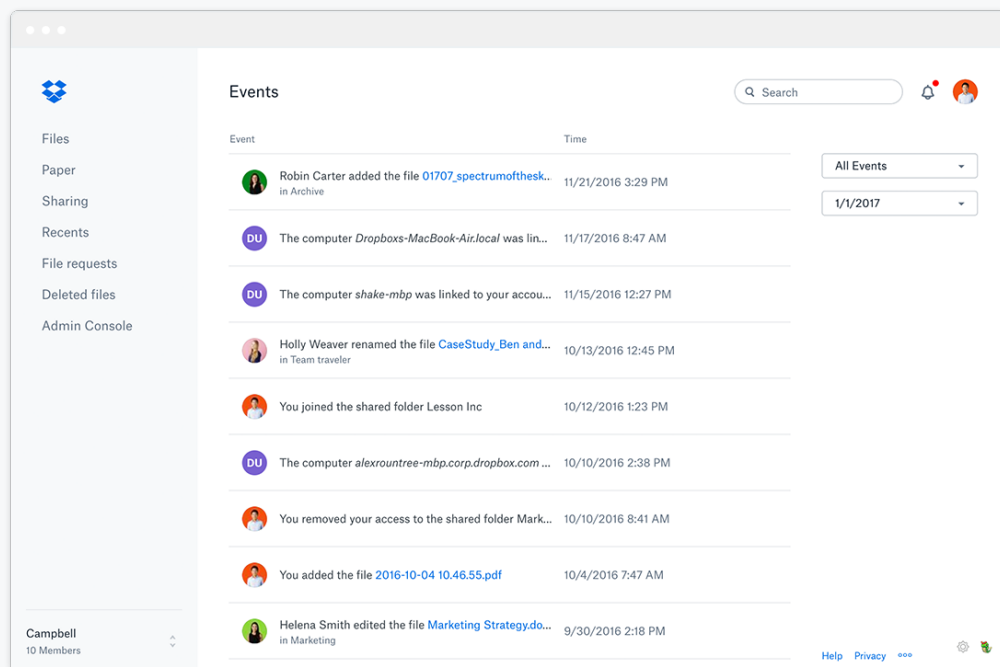 Events
Search
Files
Paper
Sharing
Recents
File requests
Deleted files
Admin Console
Event Time
Robin Carter added the file 01707_spectrumofthesk...
in Archive
11/21/2016 3:29 PM
DU
The computer Dropboxs-MacBook-Air.local was lin...
11/17/2016 8:47 AM
DU
The computer shake-mbp was linked to your accou...
11/15/2016 12:27 PM
Holly Weaver renamed the file CaseStudy_Ben and...
in Team traveler
10/13/2016 12:45 PM
You joined the shared folder Lesson Inc
10/12/2016 1:23 PM
DU
The computer alexrountree-mbp.corp.dropbox.com ...
10/10/2016 2:38 PM
You removed your access to the shared folder Mark...
10/10/2016 8:41 AM
You added the file 2016-10-04 10.46.55.pdf
10/4/2016 7:47 AM
Helena Smith edited the file Marketing Strategy.do...
in Marketing
9/30/2016 2:18 PM
All Events
1/1/2017
Campbell
10 Members
Help Privacy